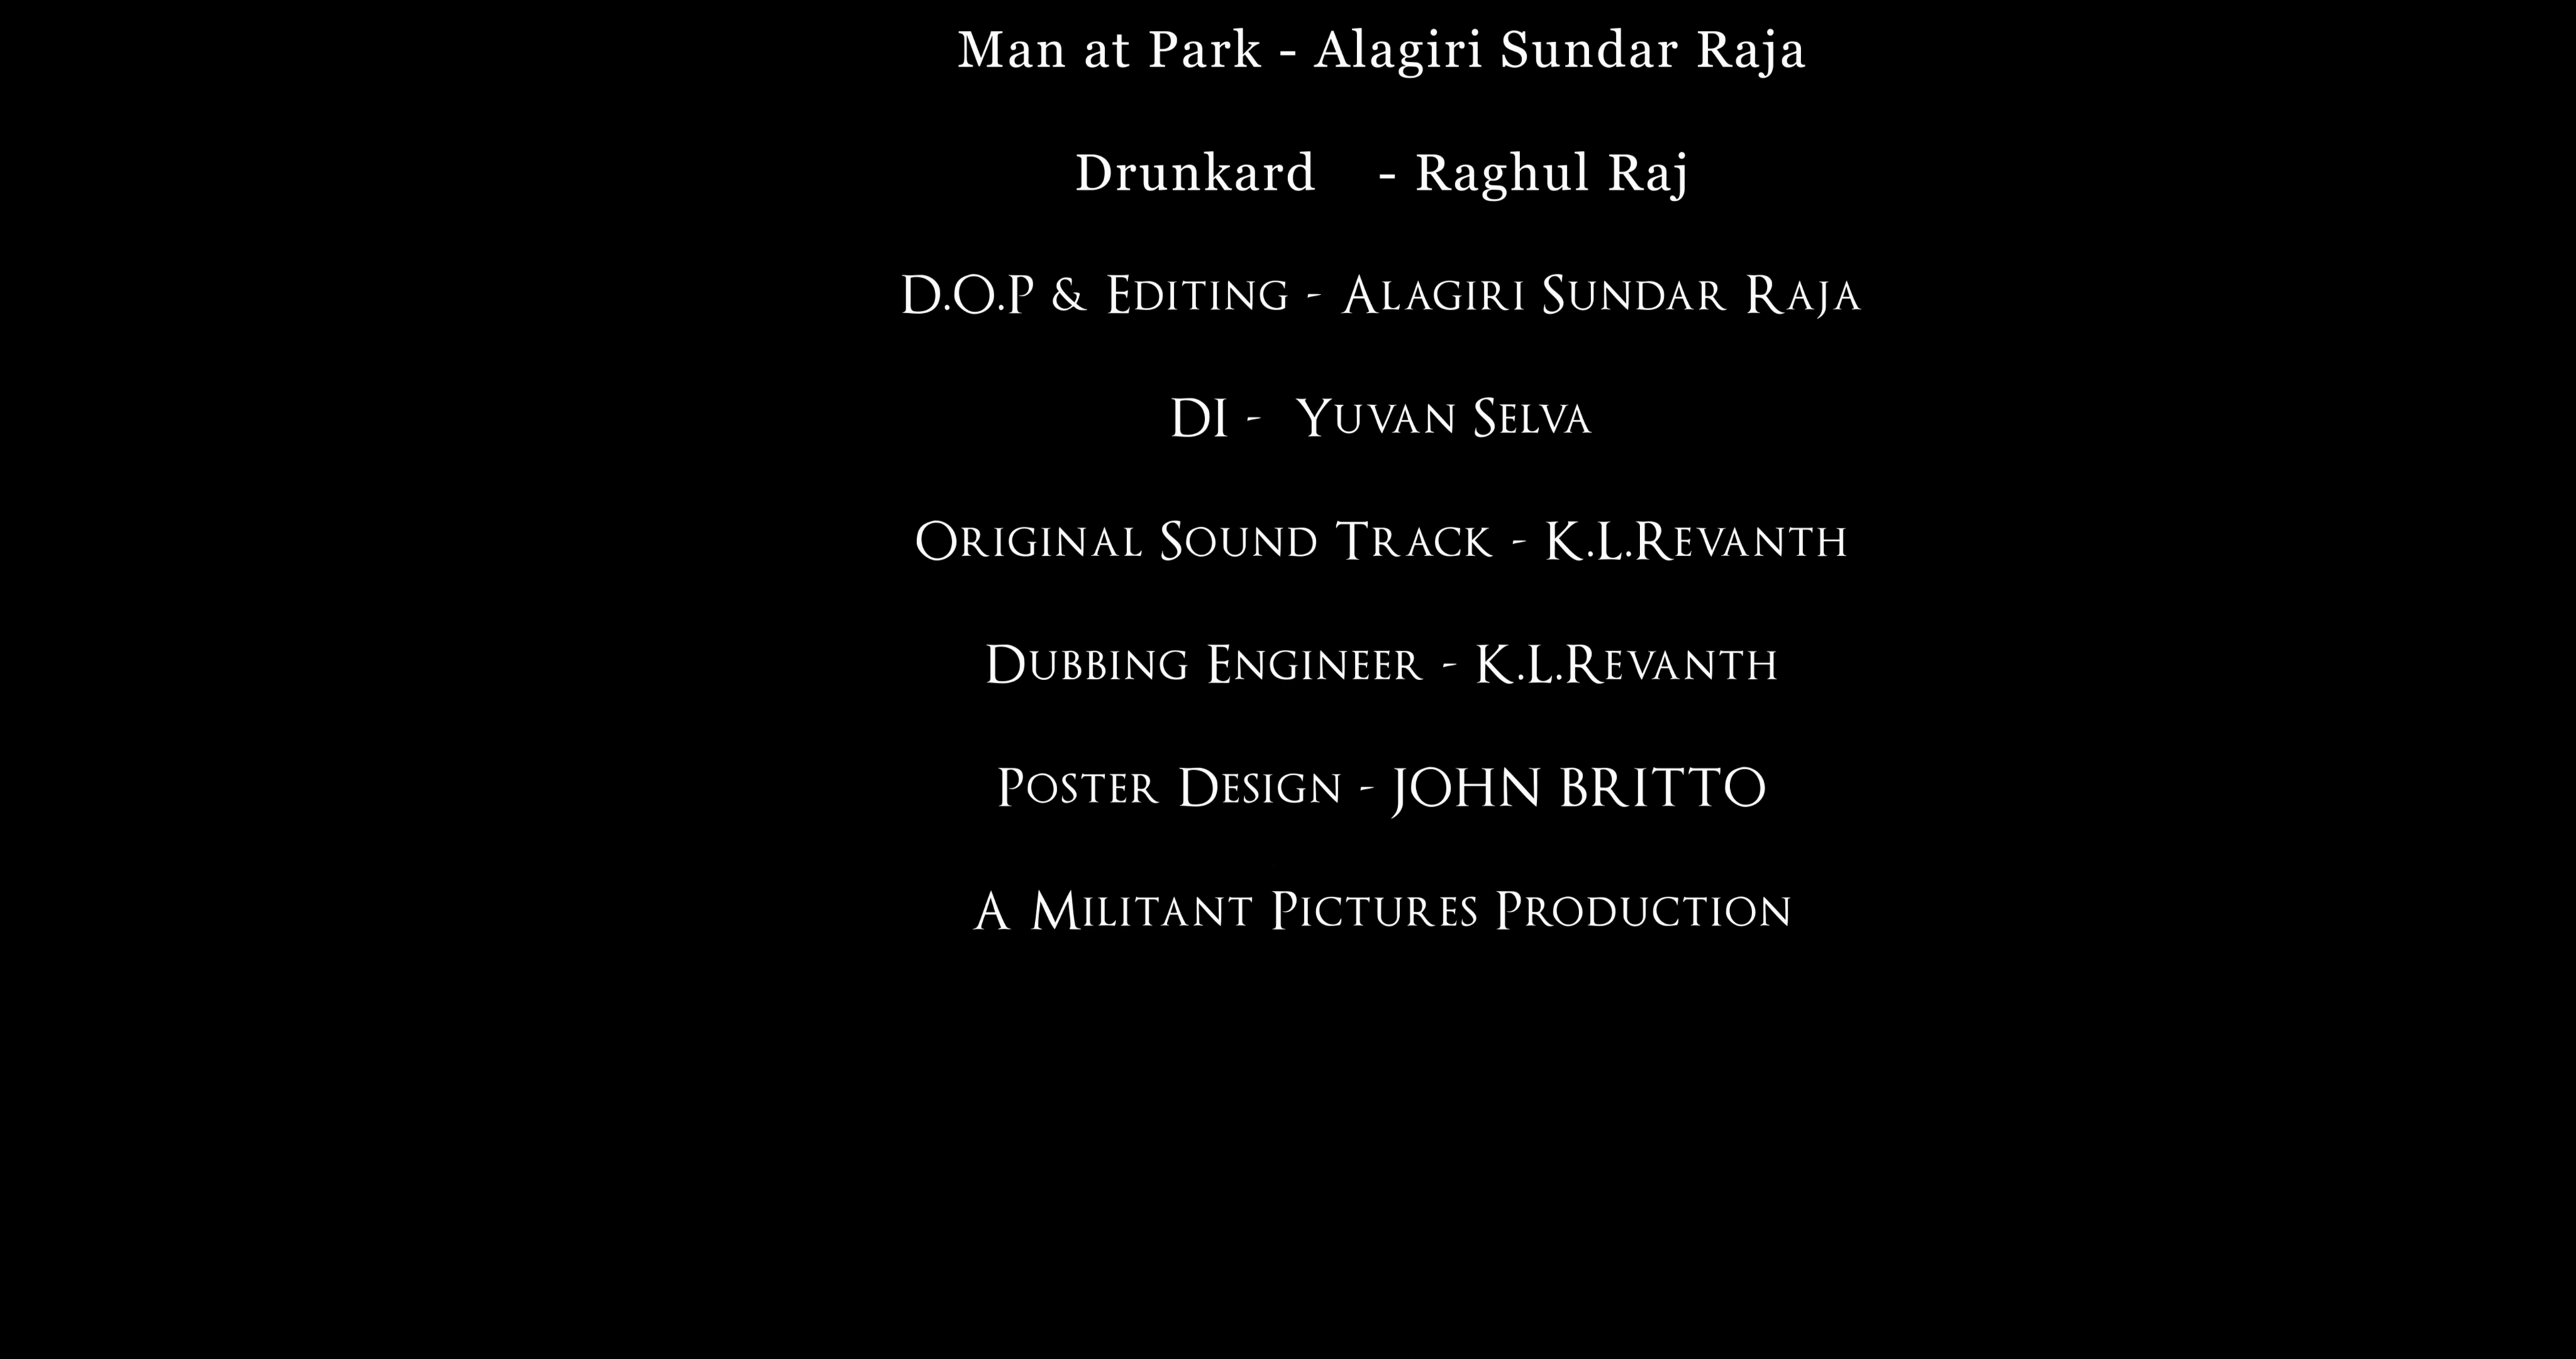 Man at Park - Alagiri Sundar Raja
Drunkard - Raghul Raj
D.O.P & Editing - Alagiri Sundar Raja
DI - Yuvan Selva
Original Sound Track - K.L.Revanth
Dubbing Engineer - K.L.Revanth
Poster Design - JOHN BRITTO
A Militant Pictures Production